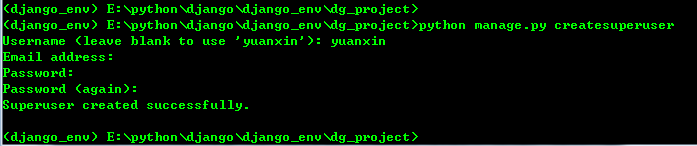 (django_env) E:\python\django\django_env\dg_project>
(django_env) E:\python\django\django_env\dg_project>python manage.py createsuperuser
Username (leave blank to use 'yuanxin'): yuanxin
Email address:
Password:
Password (again):
Superuser created successfully.
(django_env) E:\python\django\django_env\dg_project>